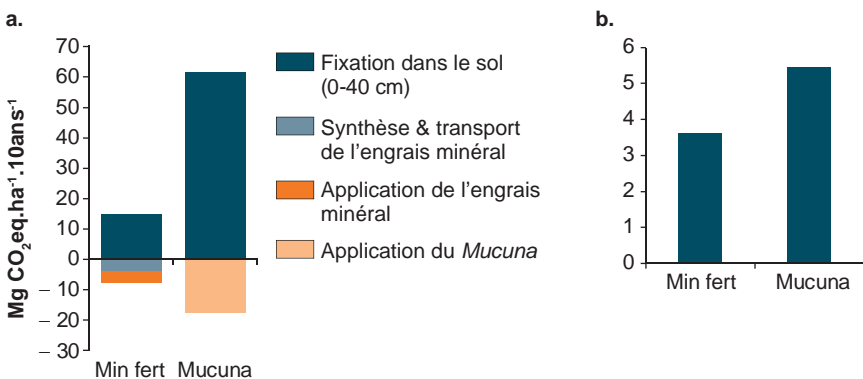 a.
Mg CO2eq.ha-1.10ans-1
70
60
50
40
30
20
10
0
– 10
– 20
– 30
Min fert Mucuna
Fixation dans le sol
(0-40 cm)
Synthèse & transport
de l'engrais minéral
Application de l'engrais
minéral
Application du Mucuna
b.
6
5
4
3
2
1
0
Min fert Mucuna